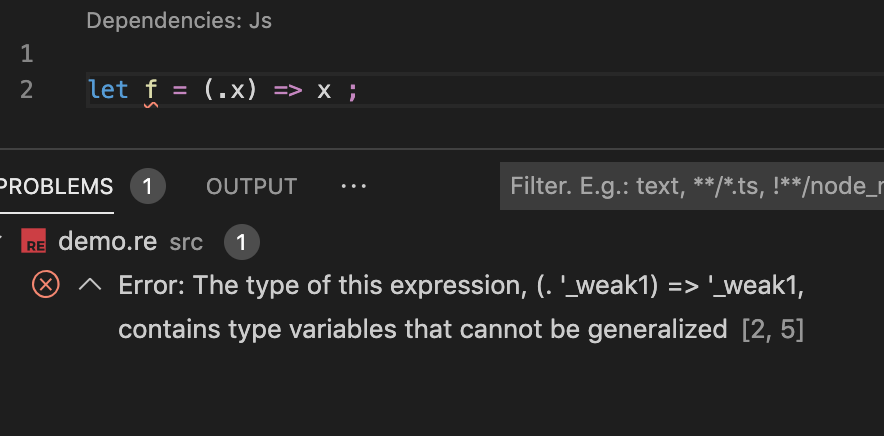 Dependencies: Js
1
2 let f = (.x) => x ;
PROBLEMS 1 OUTPUT ... Filter. E.g.: text, **/*.ts, !**/node_
RE demo.re src 1
Error: The type of this expression, (. '_weak1) => '_weak1,
contains type variables that cannot be generalized [2, 5]